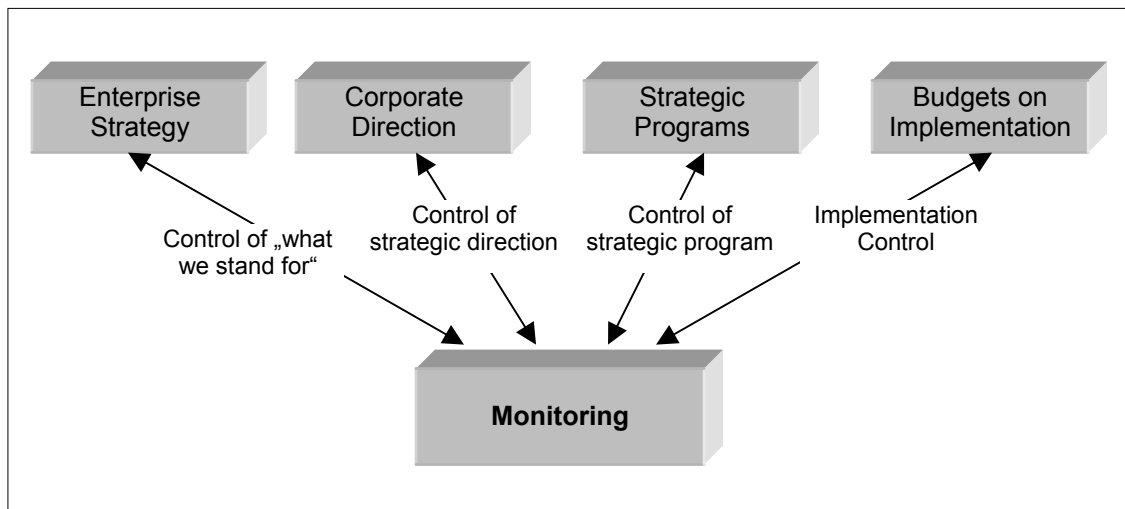 Enterprise
Strategy
Corporate
Direction
Strategic
Programs
Budgets on
Implementation
Control of „what
we stand for“
Control of
strategic direction
Control of
strategic program
Implementation
Control
Monitoring